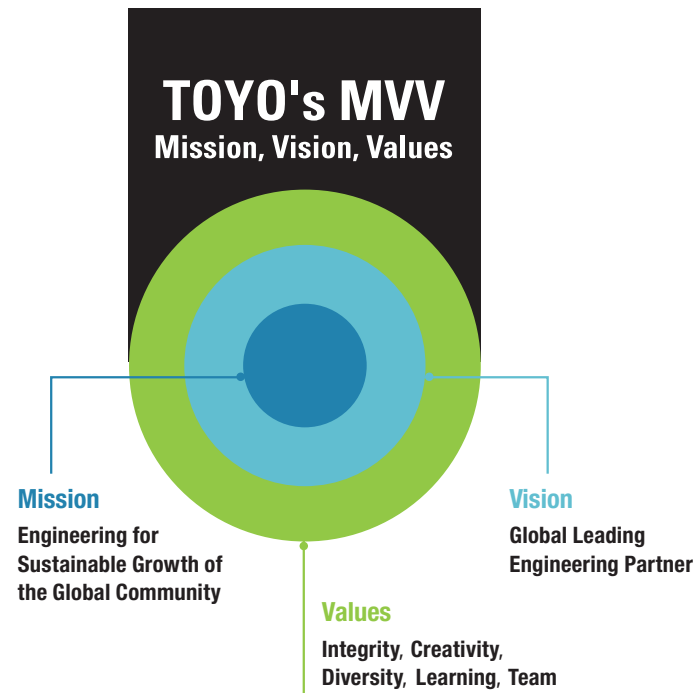 TOYO's MVV
Mission, Vision, Values
Mission
Engineering for
Sustainable Growth of
the Global Community
Vision
Global Leading
Engineering Partner
Values
Integrity, Creativity,
Diversity, Learning, Team